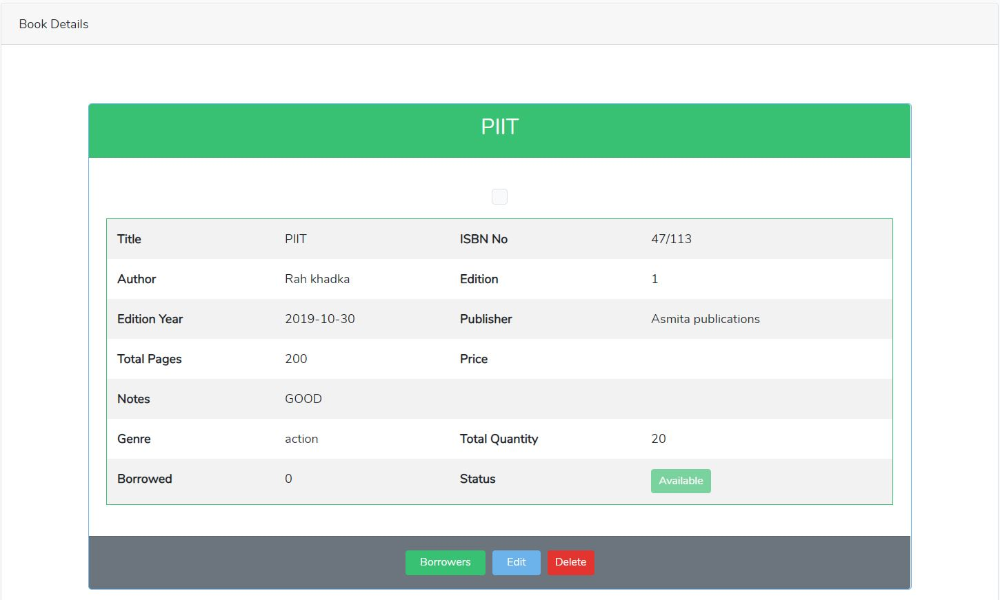 Book Details
PIIT
Title PIIT ISBN No 47/113
Author Rah khadka Edition 1
Edition Year 2019-10-30 Publisher Asmita publications
Total Pages 200 Price
Notes GOOD
Genre action Total Quantity 20
Borrowed 0 Status Available
Borrowers Edit Delete